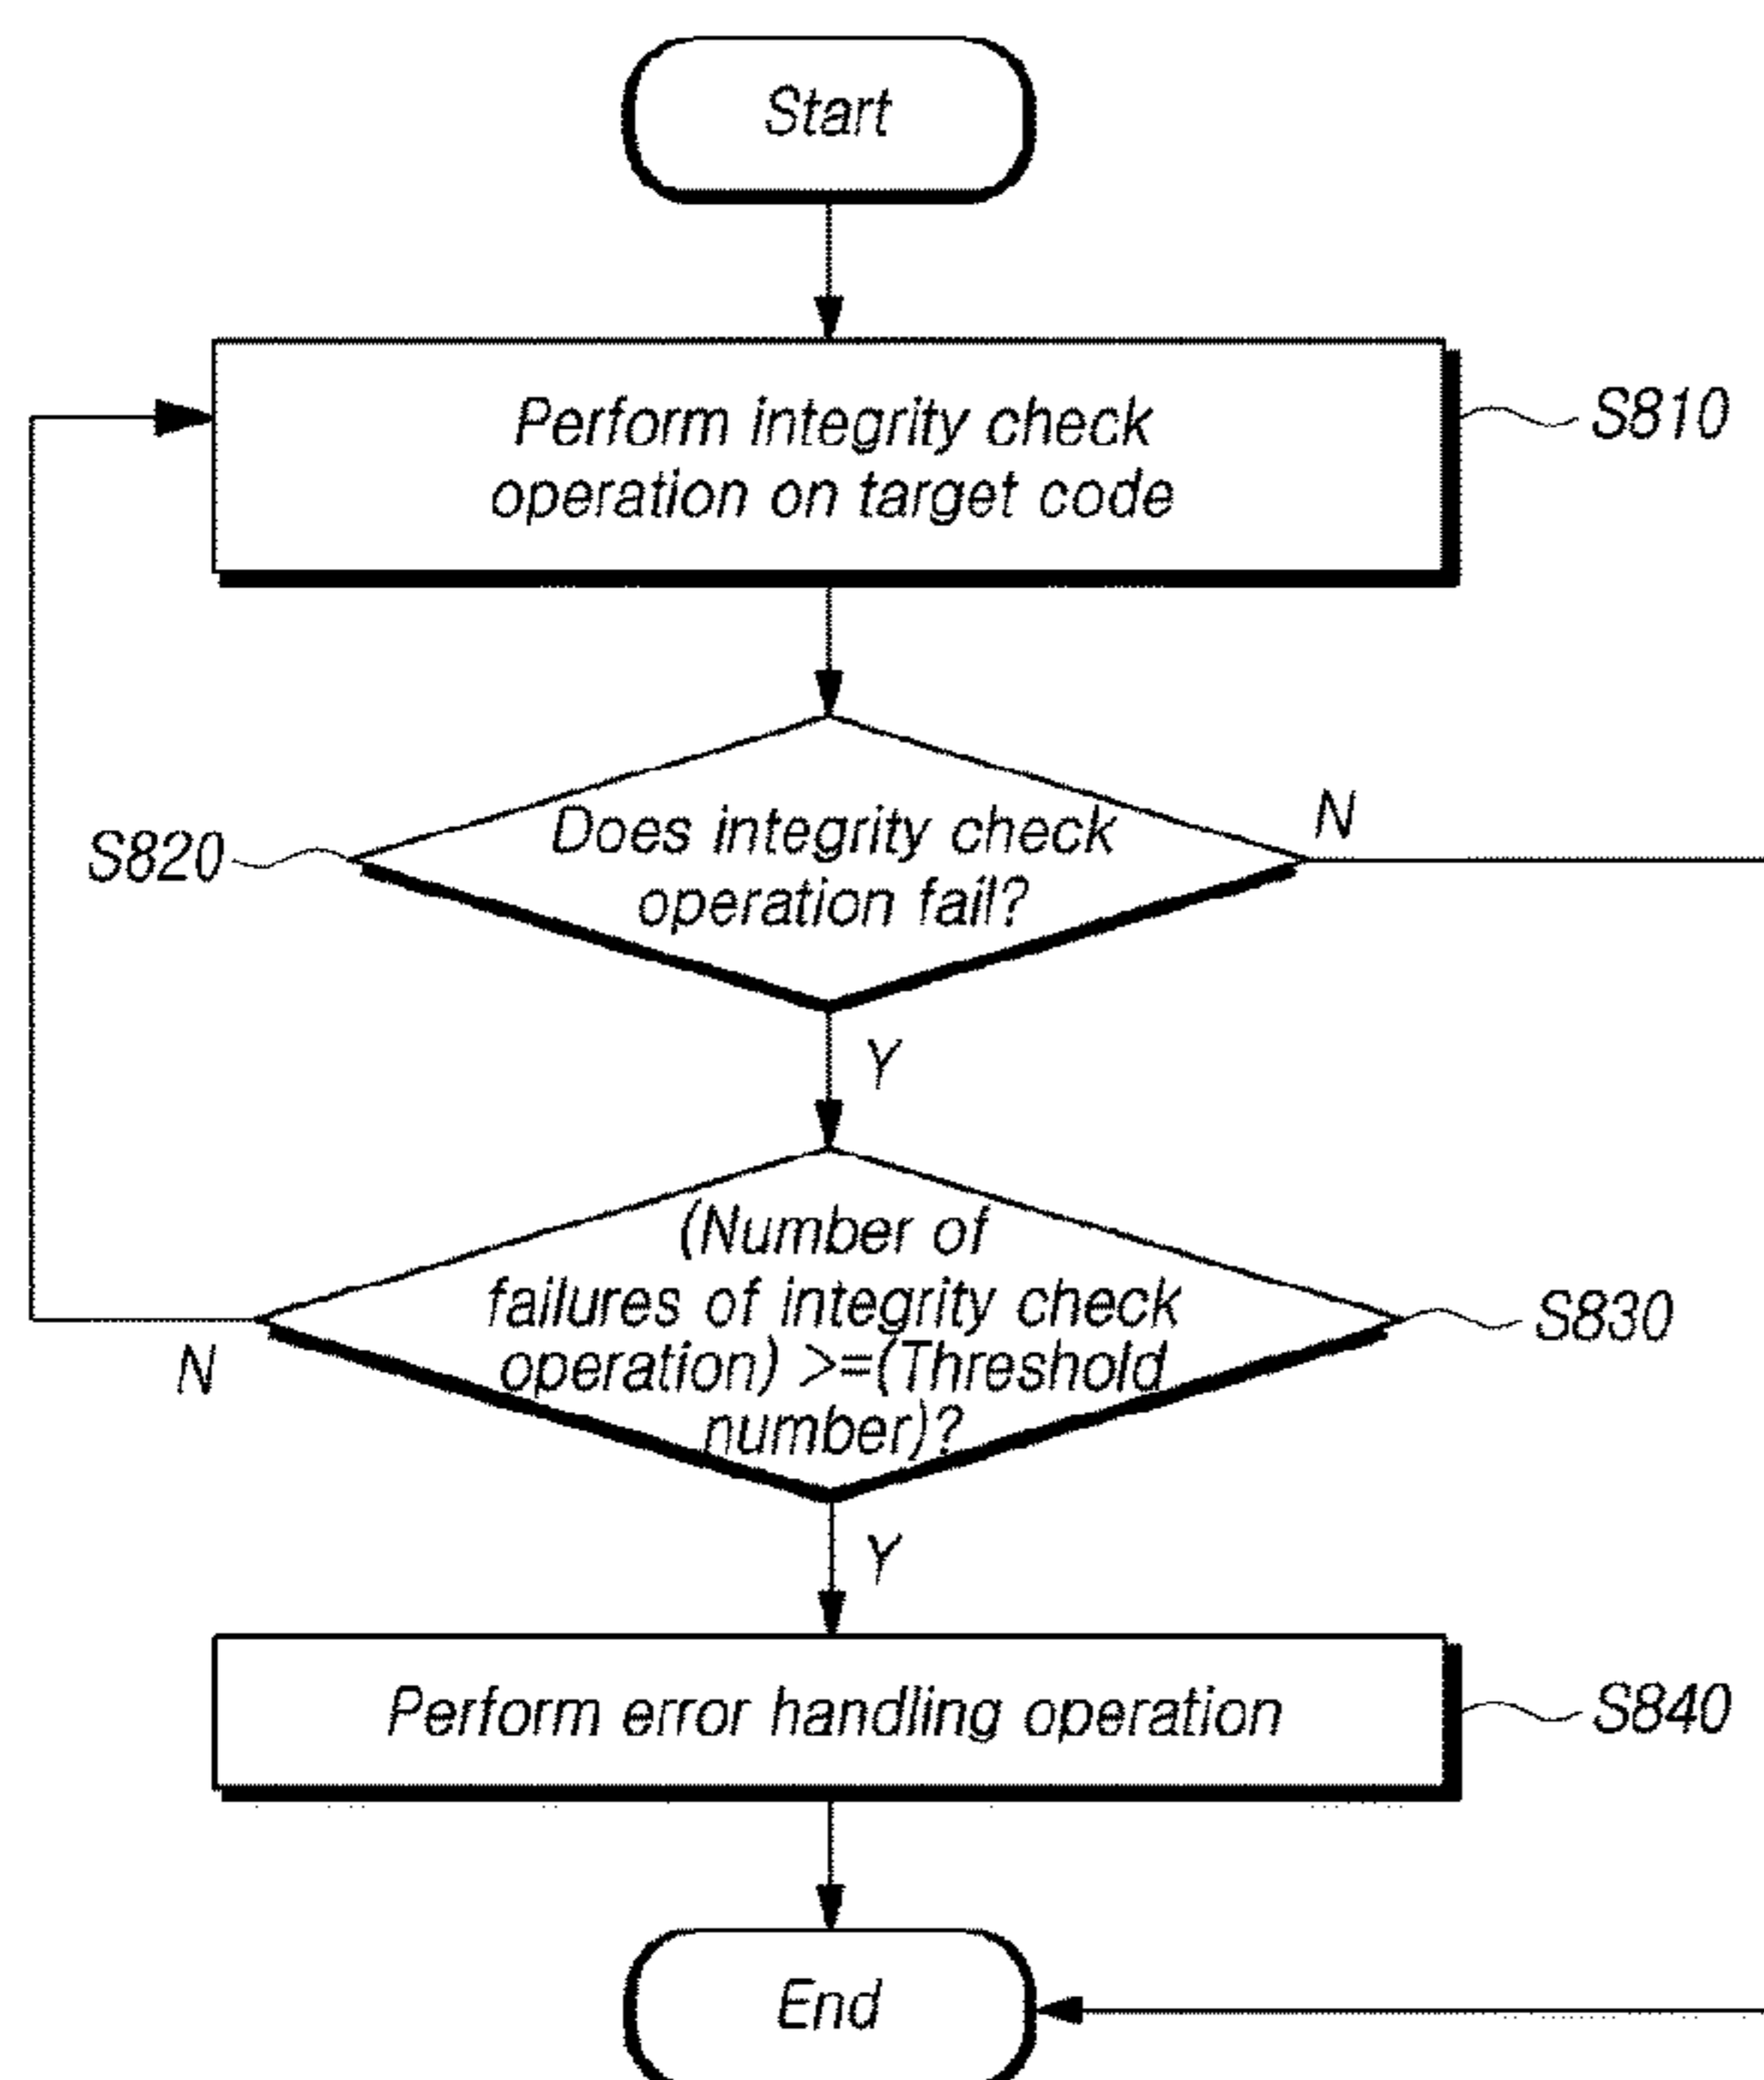 Start
Perform integrity check
operation on target code
S810
Does integrity check
operation fail?
S820
N
Y
(Number of
failures of integrity check
operation) >=(Threshold
number)?
S830
N
Y
Perform error handling operation
S840
End